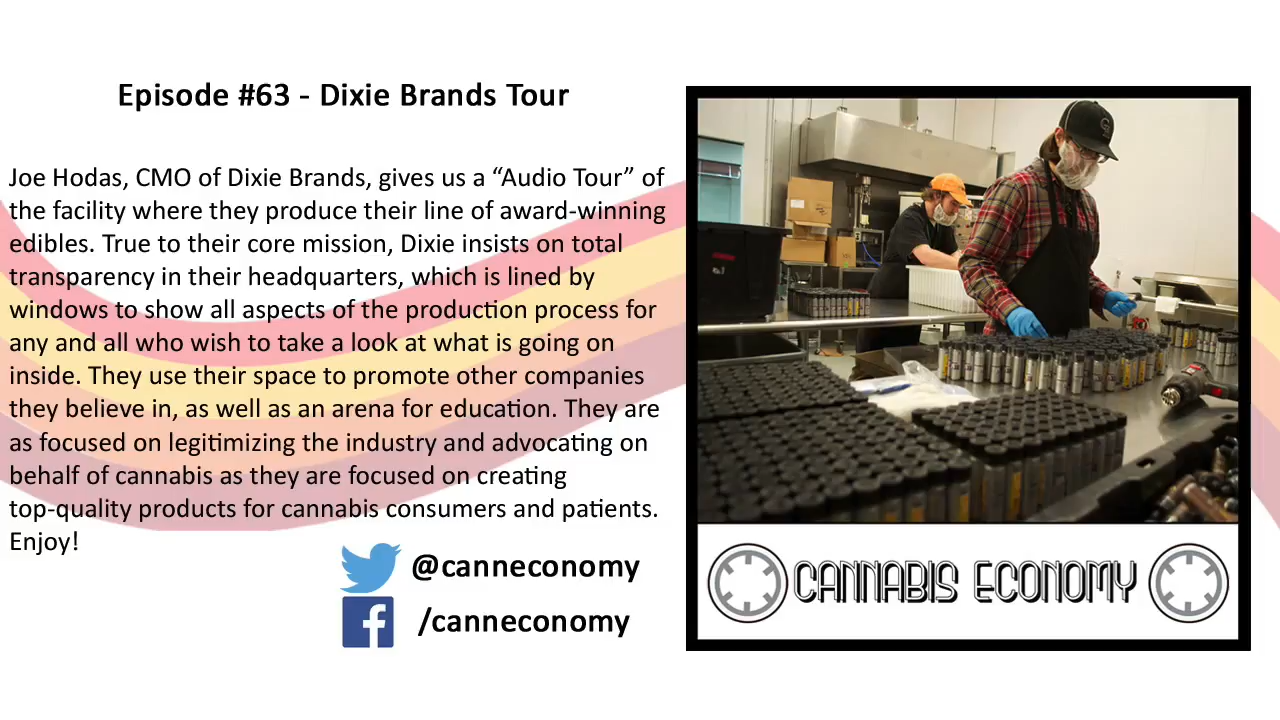 Episode #63 - Dixie Brands Tour
Joe Hodas, CMO of Dixie Brands, gives us a “Audio Tour” of
the facility where they produce their line of award-winning
edibles. True to their core mission, Dixie insists on total
transparency in their headquarters, which is lined by
windows to show all aspects of the production process for
any and all who wish to take a look at what is going on
inside. They use their space to promote other companies
they believe in, as well as an arena for education. They are
as focused on legitimizing the industry and advocating on
behalf of cannabis as they are focused on creating
top-quality products for cannabis consumers and patients.
Enjoy!
@canneconomy
/canneconomy
CANNABIS ECONOMY